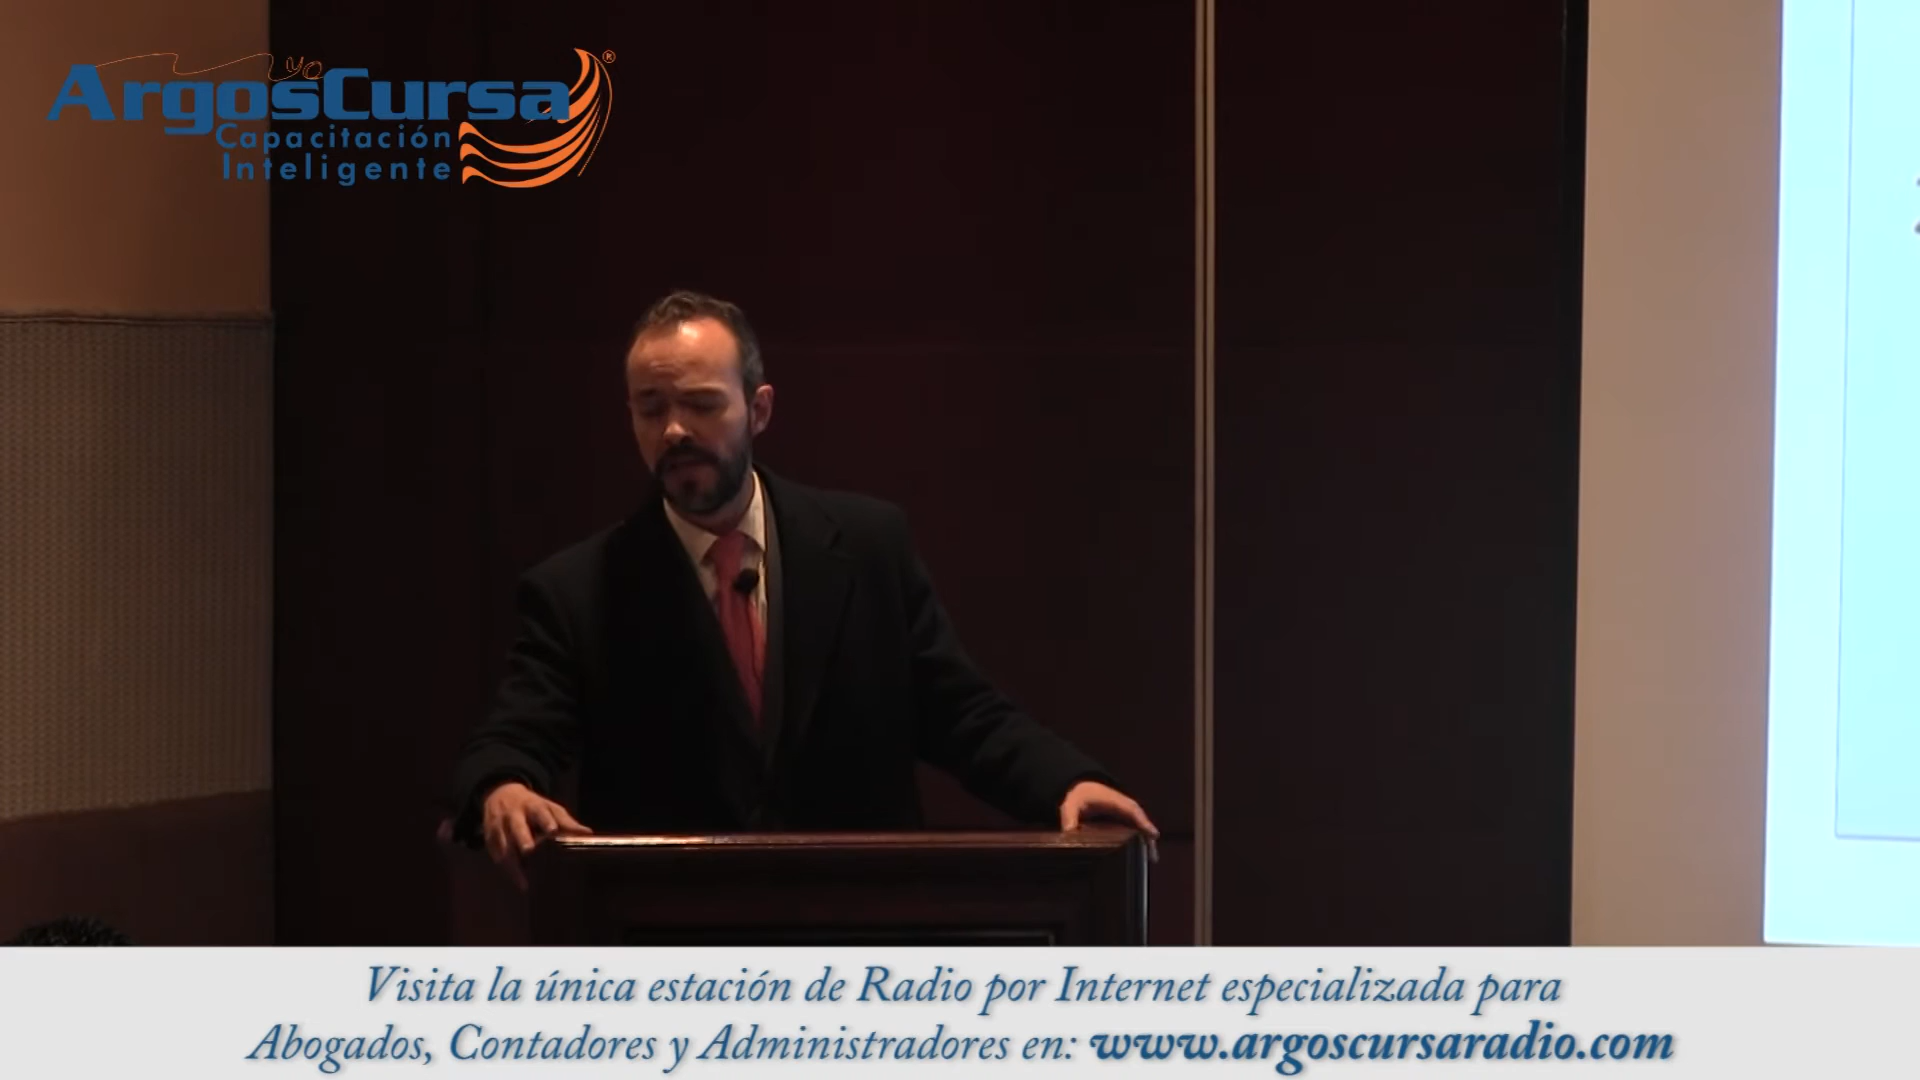 yo
ArgosCursa®
Capacitación
Inteligente
Visita la única estación de Radio por Internet especializada para
Abogados, Contadores y Administradores en: www.argoscursaradio.com